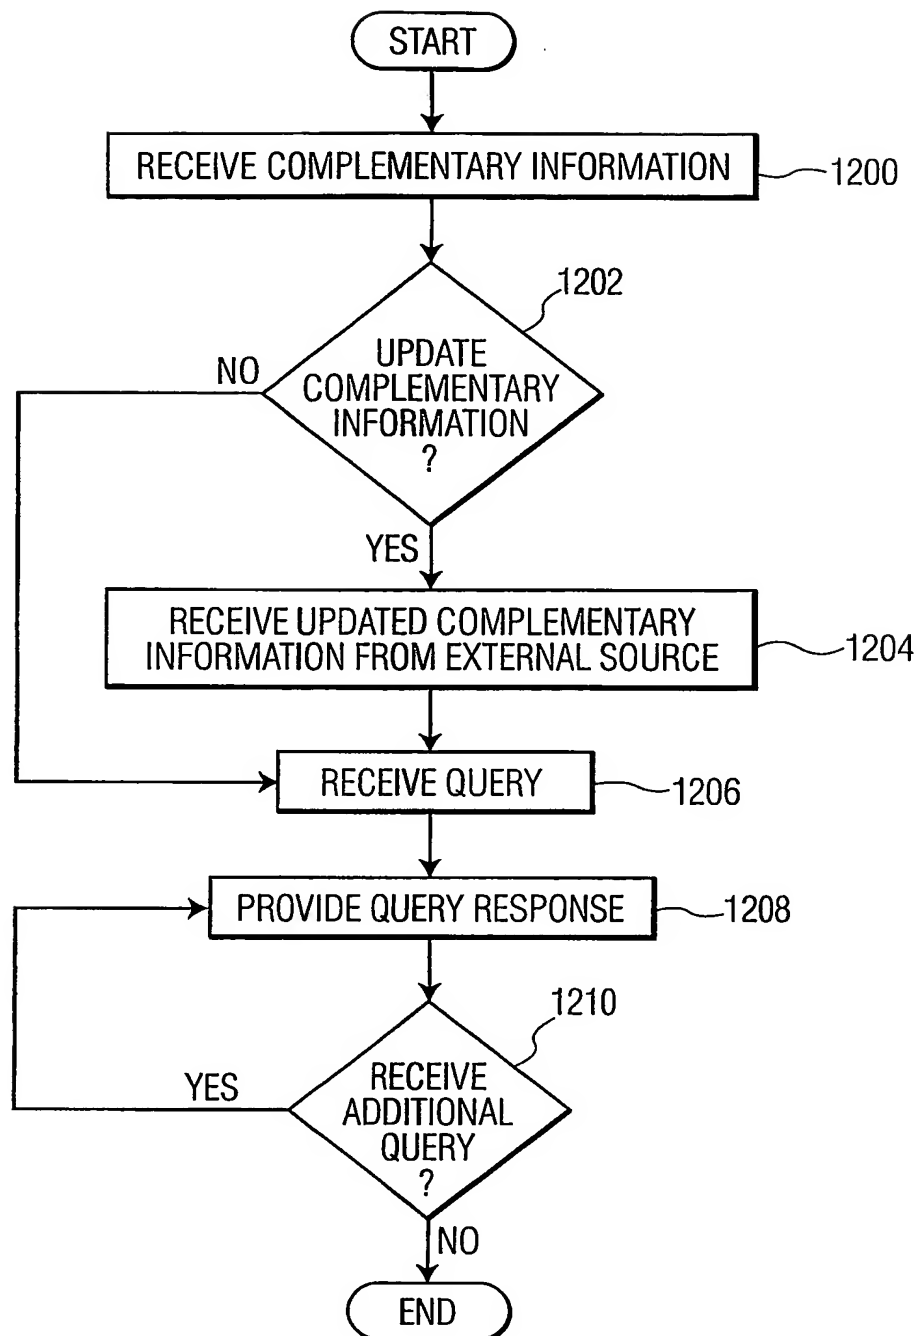 START
RECEIVE COMPLEMENTARY INFORMATION
1200
1202
UPDATE
COMPLEMENTARY
INFORMATION
?
NO
YES
RECEIVE UPDATED COMPLEMENTARY
INFORMATION FROM EXTERNAL SOURCE
1204
RECEIVE QUERY
1206
PROVIDE QUERY RESPONSE
1208
1210
RECEIVE
ADDITIONAL
QUERY
?
YES
NO
END